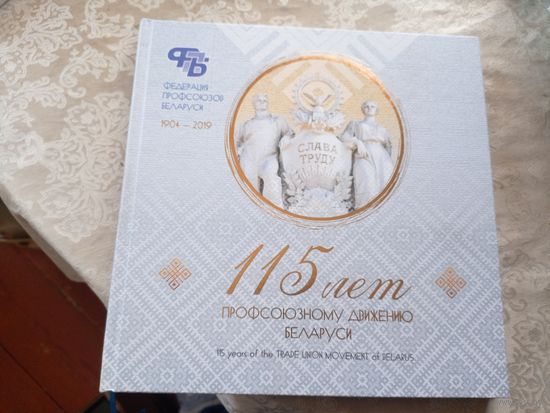 ФПБ
ФЕДЕРАЦИЯ
ПРОФСОЮЗОВ
БЕЛАРУСИ
1904 – 2019
СЛАВА
ТРУДУ
115 лет
ПРОФСОЮЗНОМУ ДВИЖЕНИЮ
БЕЛАРУСИ
115 years of the TRADE UNION MOVEMENT of BELARUS